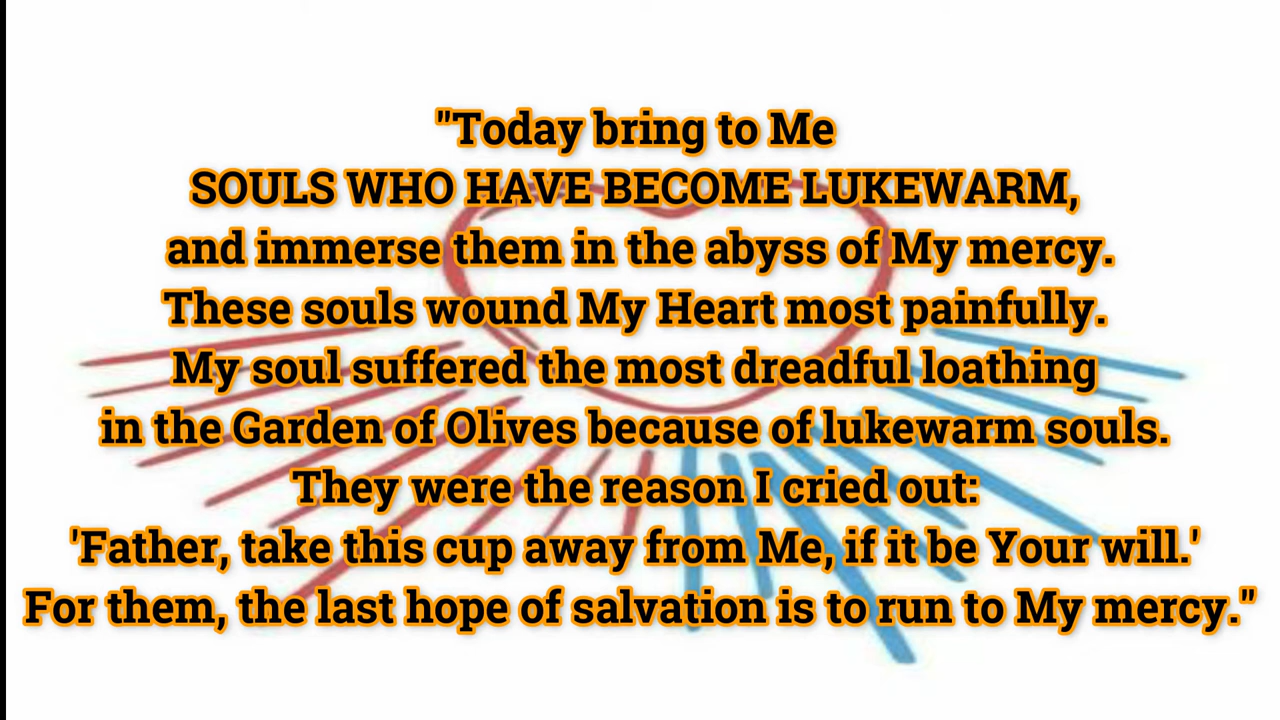 "Today bring to Me
SOULS WHO HAVE BECOME LUKEWARM,
and immerse them in the abyss of My mercy.
These souls wound My Heart most painfully.
My soul suffered the most dreadful loathing
in the Garden of Olives because of lukewarm souls.
They were the reason I cried out:
'Father, take this cup away from Me, if it be Your will.'
For them, the last hope of salvation is to run to My mercy."